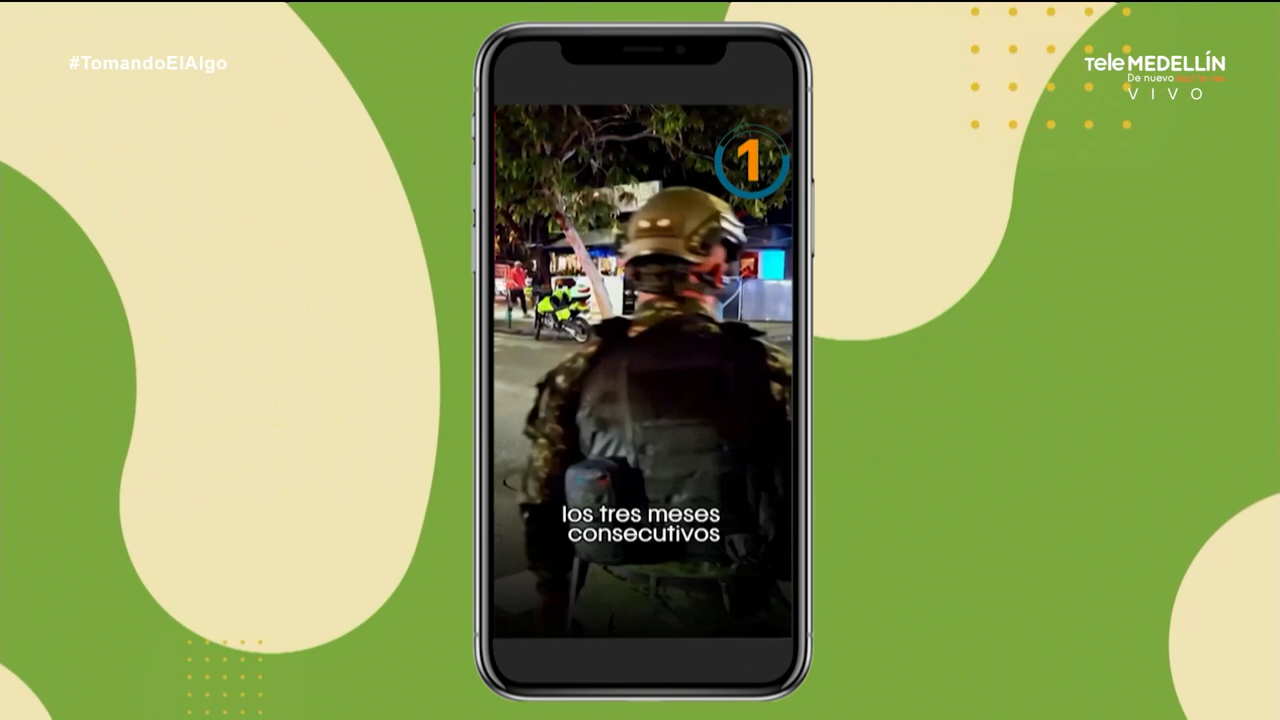 #TomandoElAlgo
TeleMEDELLÍN
De nuevo
VIVO
1
los tres meses
consecutivos